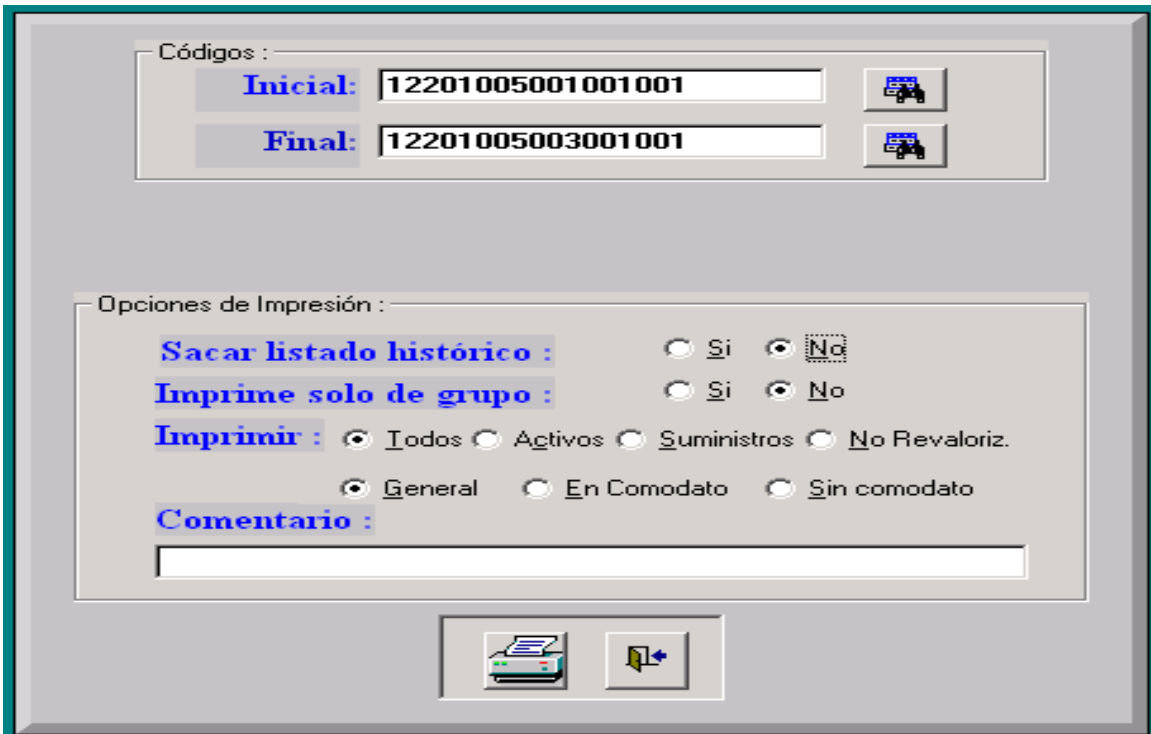 Códigos :
Inicial: 12201005001001001
Final: 12201005003001001
Opciones de Impresión :
Sacar listado histórico : Si No
Imprime solo de grupo : Si No
Imprimir : Todos Activos Suministros No Revaloriz.
General En Comodato Sin comodato
Comentario :